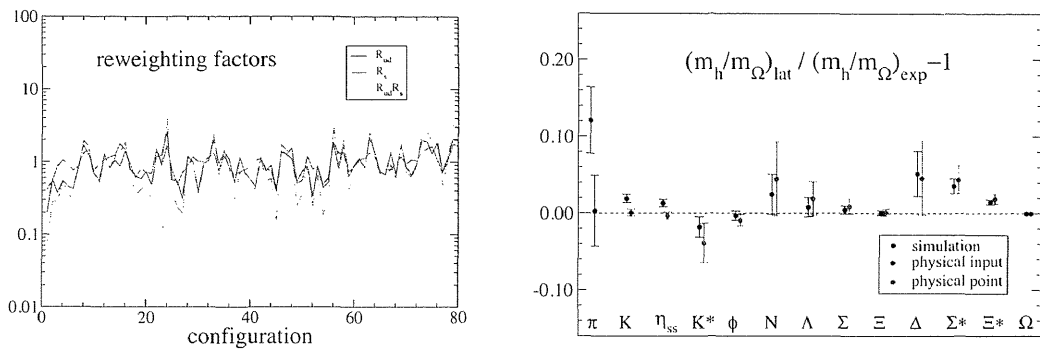 100
10
1
0.1
0.01
reweighting factors
R_ud
R_s
R_udR_s
0 20 40 60 80
configuration
0.20
0.10
0.00
-0.10
(m_h/m_Ω)_lat / (m_h/m_Ω)_exp −1
simulation
physical input
physical point
π K η_ss K* ϕ N Λ Σ Ξ Δ Σ* Ξ* Ω